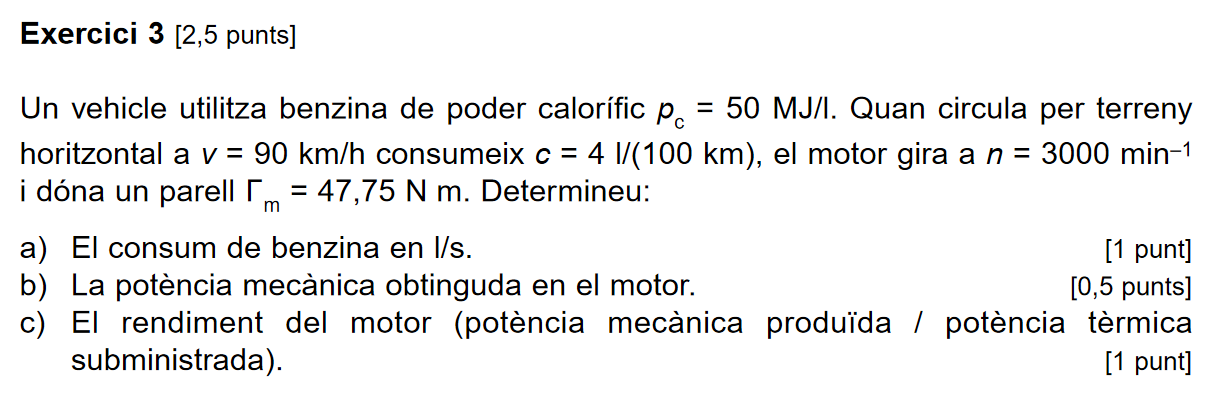 Exercici 3 [2,5 punts]
Un vehicle utilitza benzina de poder calorífic p_c = 50 MJ/l. Quan circula per terreny
horitzontal a v = 90 km/h consumeix c = 4 l/(100 km), el motor gira a n = 3000 min⁻¹
i dóna un parell Γ_m = 47,75 N m. Determineu:
a) El consum de benzina en l/s. [1 punt]
b) La potència mecànica obtinguda en el motor. [0,5 punts]
c) El rendiment del motor (potència mecànica produïda / potència tèrmica
subministrada). [1 punt]